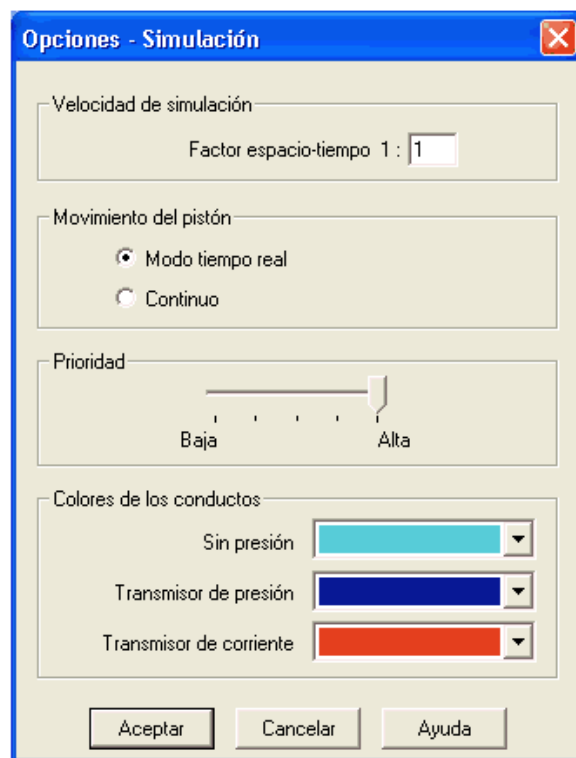 Opciones - Simulación
Velocidad de simulación
Factor espacio-tiempo 1 : 1
Movimiento del pistón
Modo tiempo real
Continuo
Prioridad
Baja Alta
Colores de los conductos
Sin presión
Transmisor de presión
Transmisor de corriente
Aceptar Cancelar Ayuda